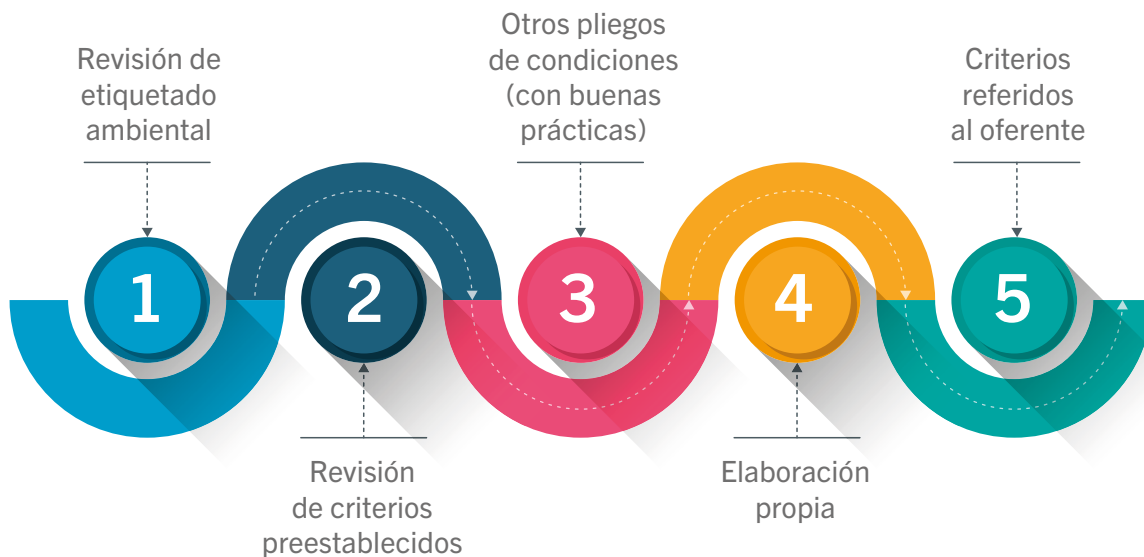 Revisión de
etiquetado
ambiental
1
2
Revisión
de criterios
preestablecidos
Otros pliegos
de condiciones
(con buenas
prácticas)
3
4
Elaboración
propia
Criterios
referidos
al oferente
5